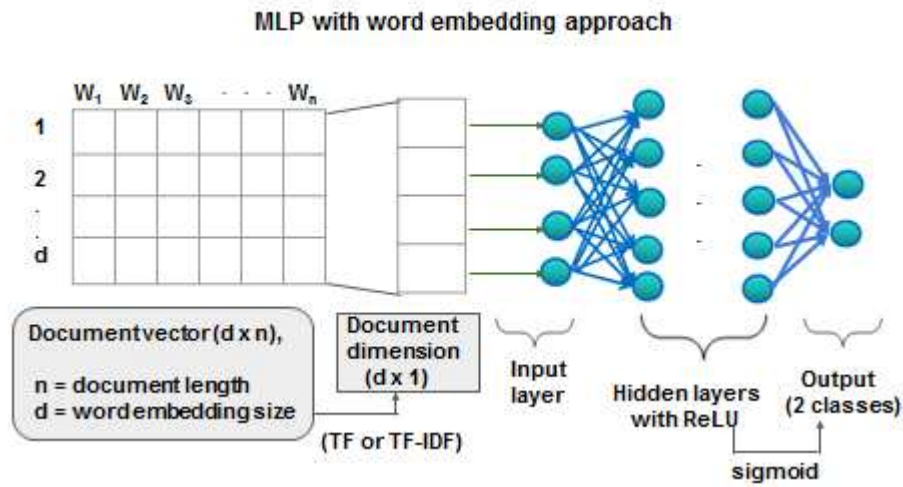 MLP with word embedding approach
W1 W2 W3 . . . Wn
1
2
.
.
d
Document vector (d x n),
n = document length
d = word embedding size
Document
dimension
(d x 1)
(TF or TF-IDF)
Input
layer
Hidden layers
with ReLU
Output
(2 classes)
sigmoid